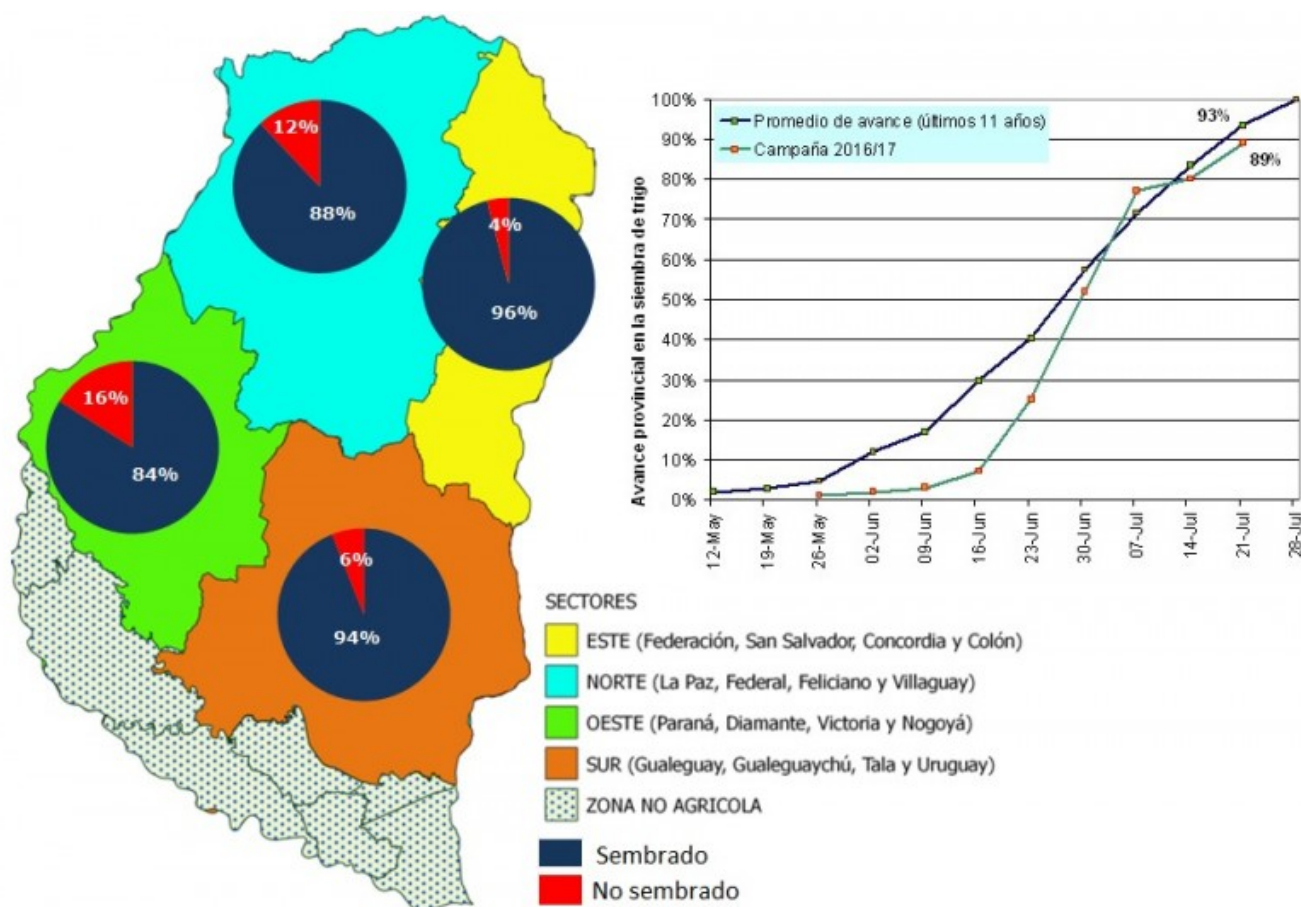 12%
88%
4%
96%
16%
84%
6%
94%
Avance provincial en la siembra de trigo
100%
90%
80%
70%
60%
50%
40%
30%
20%
10%
0%
Promedio de avance (últimos 11 años)
Campaña 2016/17
93%
89%
12-May
19-May
26-May
02-Jun
09-Jun
16-Jun
23-Jun
30-Jun
07-Jul
14-Jul
21-Jul
28-Jul
SECTORES
ESTE (Federación, San Salvador, Concordia y Colón)
NORTE (La Paz, Federal, Feliciano y Villaguay)
OESTE (Paraná, Diamante, Victoria y Nogoyá)
SUR (Gualeguay, Gualeguaychú, Tala y Uruguay)
ZONA NO AGRICOLA
Sembrado
No sembrado